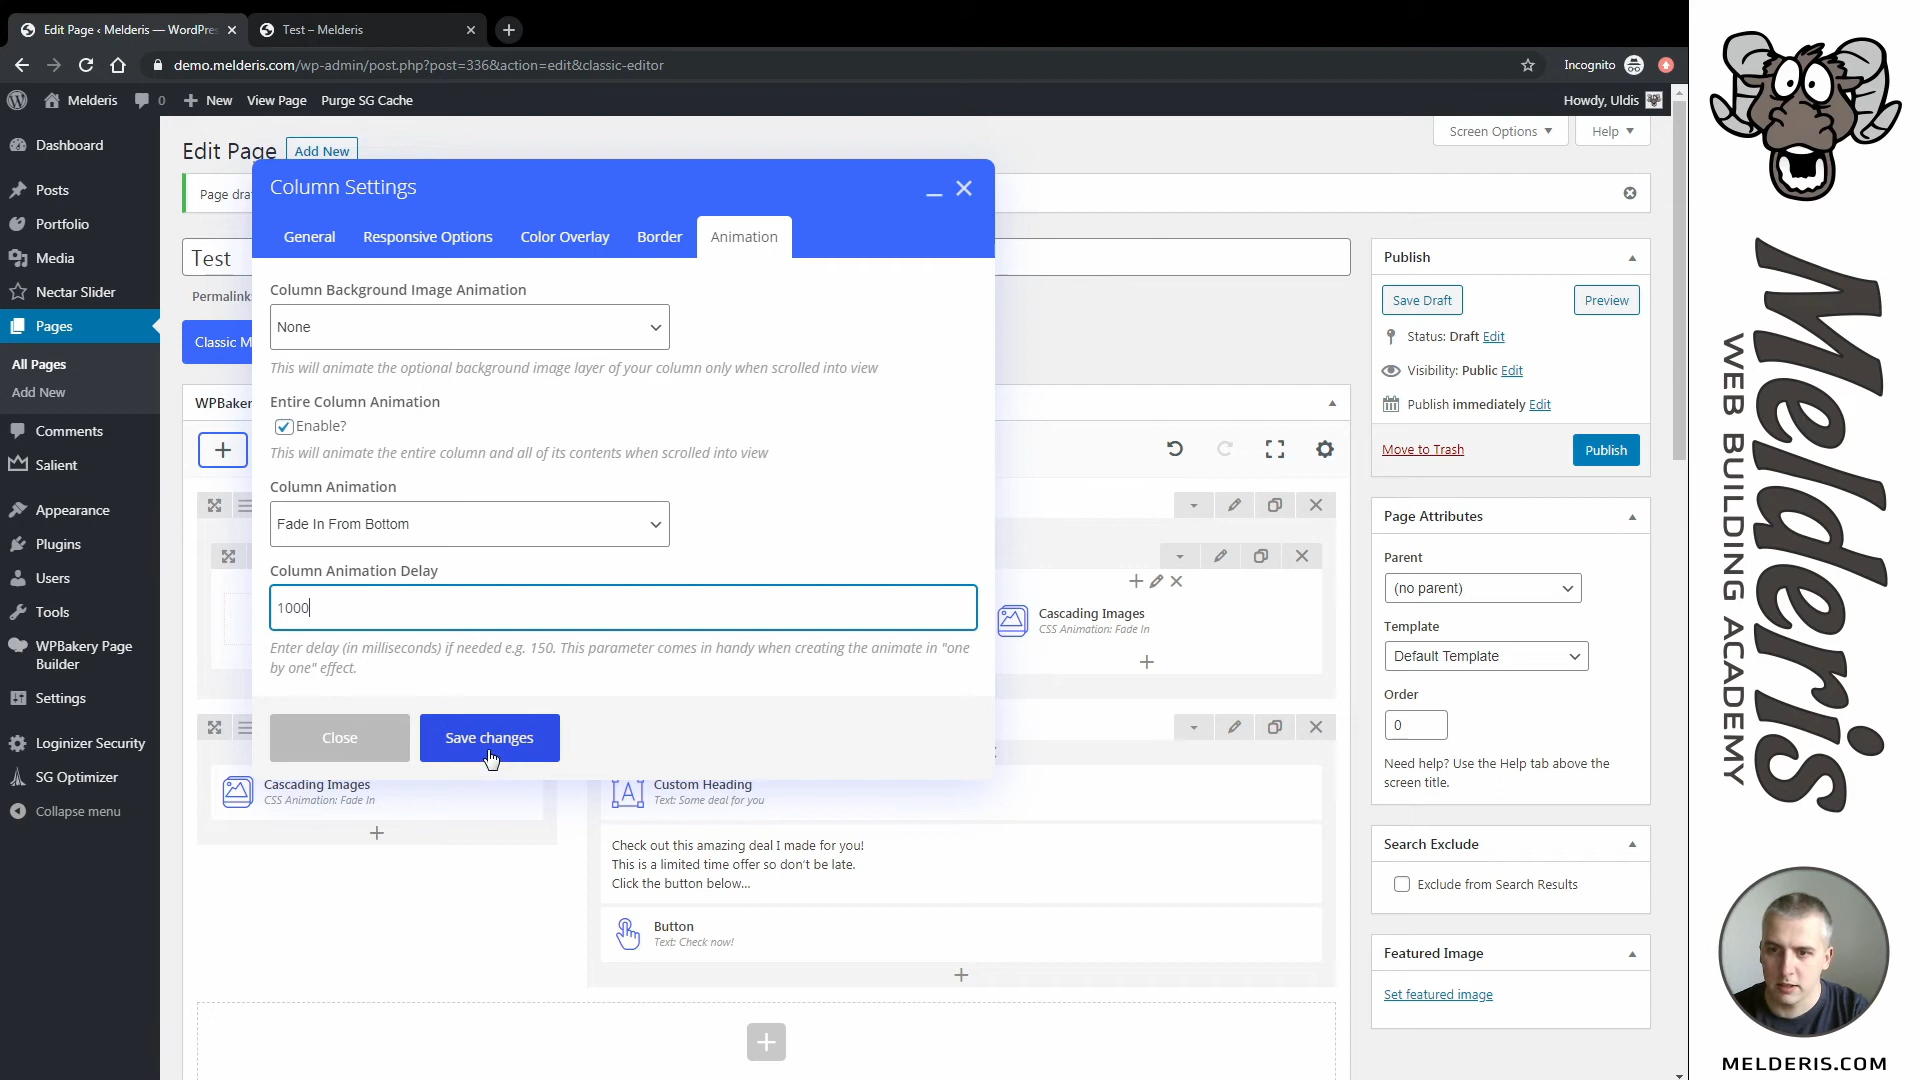 Edit Page ‹ Melderis — WordPres
Test – Melderis
demo.melderis.com/wp-admin/post.php?post=336&action=edit&classic-editor
Incognito
Melderis
0
New
View Page
Purge SG Cache
Howdy, Uldis
Dashboard
Posts
Portfolio
Media
Nectar Slider
Pages
All Pages
Add New
Comments
Salient
Appearance
Plugins
Users
Tools
WPBakery Page
Builder
Settings
Loginizer Security
SG Optimizer
Collapse menu
Screen Options
Help
Edit Page
Add New
Page dra
Test
Permalink
Classic M
WPBaker
Column Settings
General
Responsive Options
Color Overlay
Border
Animation
Column Background Image Animation
None
This will animate the optional background image layer of your column only when scrolled into view
Entire Column Animation
Enable?
This will animate the entire column and all of its contents when scrolled into view
Column Animation
Fade In From Bottom
Column Animation Delay
1000
Enter delay (in milliseconds) if needed e.g. 150. This parameter comes in handy when creating the animate in "one
by one" effect.
Close
Save changes
Cascading Images
CSS Animation: Fade In
Cascading Images
CSS Animation: Fade In
Custom Heading
Text: Some deal for you
Check out this amazing deal I made for you!
This is a limited time offer so don't be late.
Click the button below...
Button
Text: Check now!
Publish
Save Draft
Preview
Status: Draft Edit
Visibility: Public Edit
Publish immediately Edit
Move to Trash
Publish
Page Attributes
Parent
(no parent)
Template
Default Template
Order
0
Need help? Use the Help tab above the
screen title.
Search Exclude
Exclude from Search Results
Featured Image
Set featured image
Melderis
WEB BUILDING ACADEMY
MELDERIS.COM